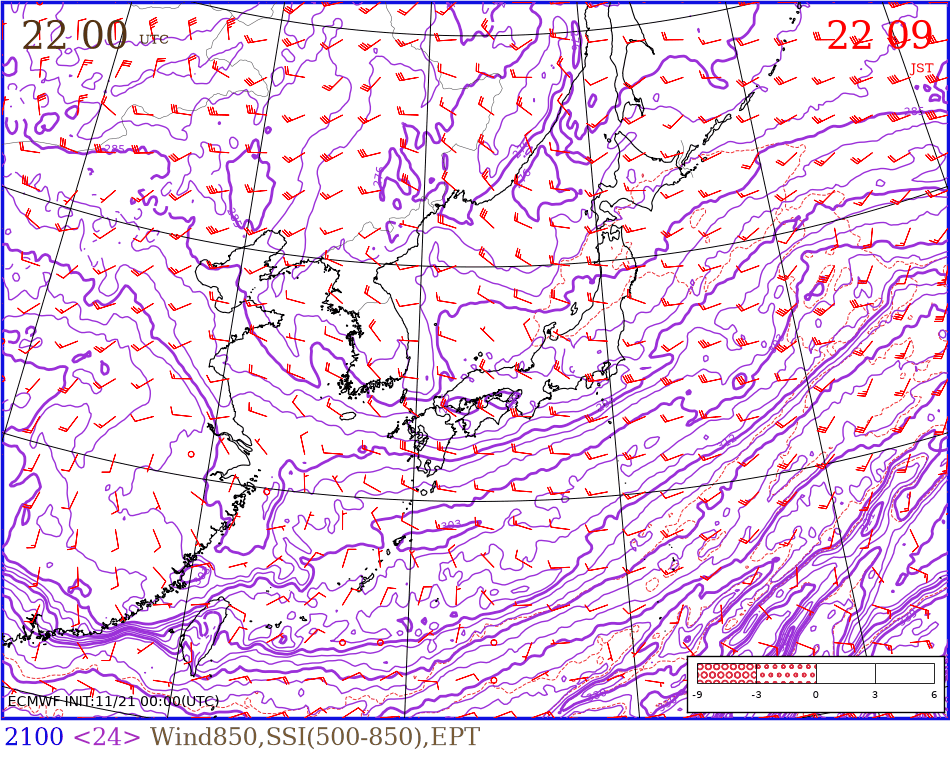 22 00 UTC
22 09
JST
285
303
-9 -3 0 3 6
ECMWF INIT:11/21 00:00(UTC)
2100 <24> Wind850,SSI(500-850),EPT